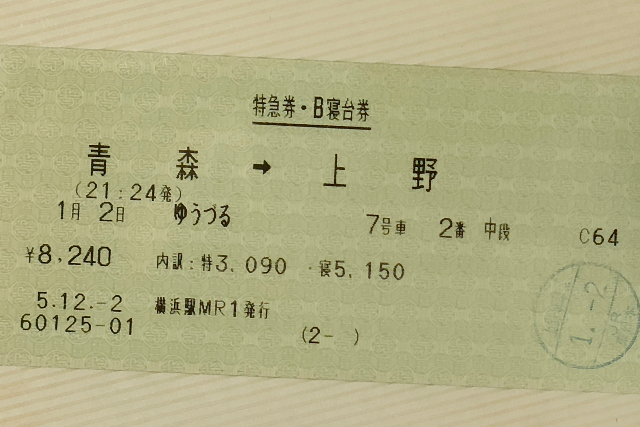 特急券・B寝台券
青森 → 上野
(21:24発)
1月 2日 ゆうづる 7号車 2番 中段 C64
¥8,240 内訳:特3,090 ・寝5,150
5.12.-2 横浜駅MR1発行
60125-01 (2- )
1.-2